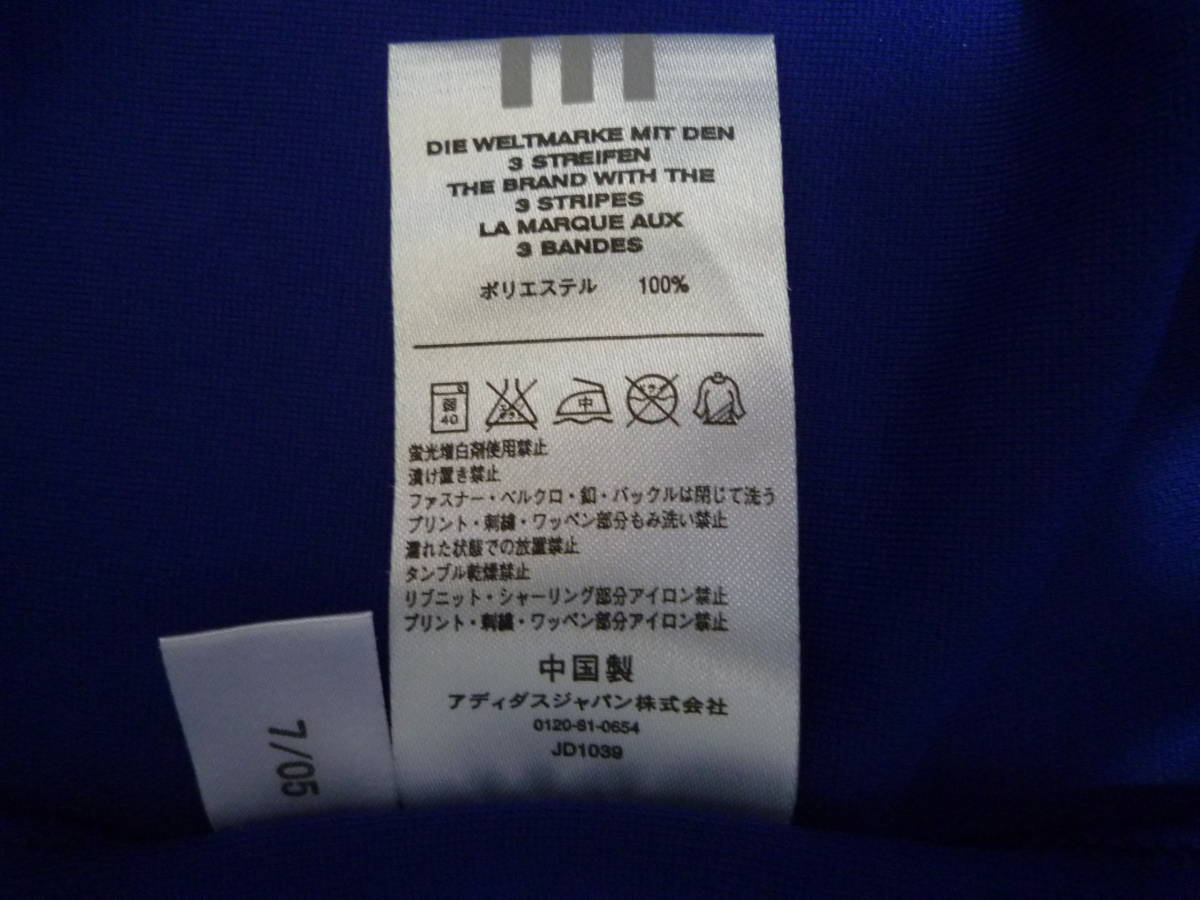 DIE WELTMARKE MIT DEN
3 STREIFEN
THE BRAND WITH THE
3 STRIPES
LA MARQUE AUX
3 BANDES
ポリエステル 100%
弱
40
中
蛍光増白剤使用禁止
漬け置き禁止
ファスナー・ベルクロ・釦・バックルは閉じて洗う
プリント・刺繍・ワッペン部分もみ洗い禁止
濡れた状態での放置禁止
タンブル乾燥禁止
リブニット・シャーリング部分アイロン禁止
プリント・刺繍・ワッペン部分アイロン禁止
中国製
アディダスジャパン株式会社
0120-81-0654
JD1039
7/05